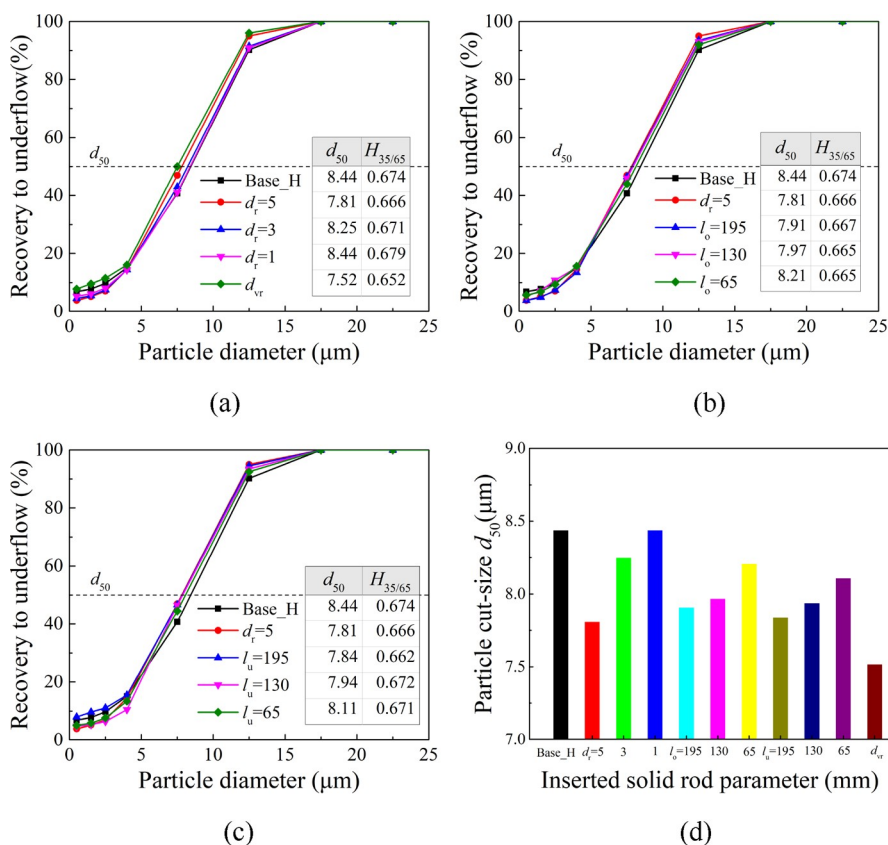 100
80
60
40
20
0
0 5 10 15 20 25
Recovery to underflow(%)
Particle diameter (μm)
d50
Base_H
dr=5
dr=3
dr=1
dvr
d50 H35/65
8.44 0.674
7.81 0.666
8.25 0.671
8.44 0.679
7.52 0.652
(a)
100
80
60
40
20
0
0 5 10 15 20 25
Recovery to underflow (%)
Particle diameter (μm)
d50
Base_H
dr=5
lo=195
lo=130
lo=65
d50 H35/65
8.44 0.674
7.81 0.666
7.91 0.667
7.97 0.665
8.21 0.665
(b)
100
80
60
40
20
0
0 5 10 15 20 25
Recovery to underflow (%)
Particle diameter (μm)
d50
Base_H
dr=5
lu=195
lu=130
lu=65
d50 H35/65
8.44 0.674
7.81 0.666
7.84 0.662
7.94 0.672
8.11 0.671
(c)
9.0
8.5
8.0
7.5
7.0
Particle cut-size d50(μm)
Base_H dr=5 3 1 lo=195 130 65 lu=195 130 65 dvr
Inserted solid rod parameter (mm)
(d)